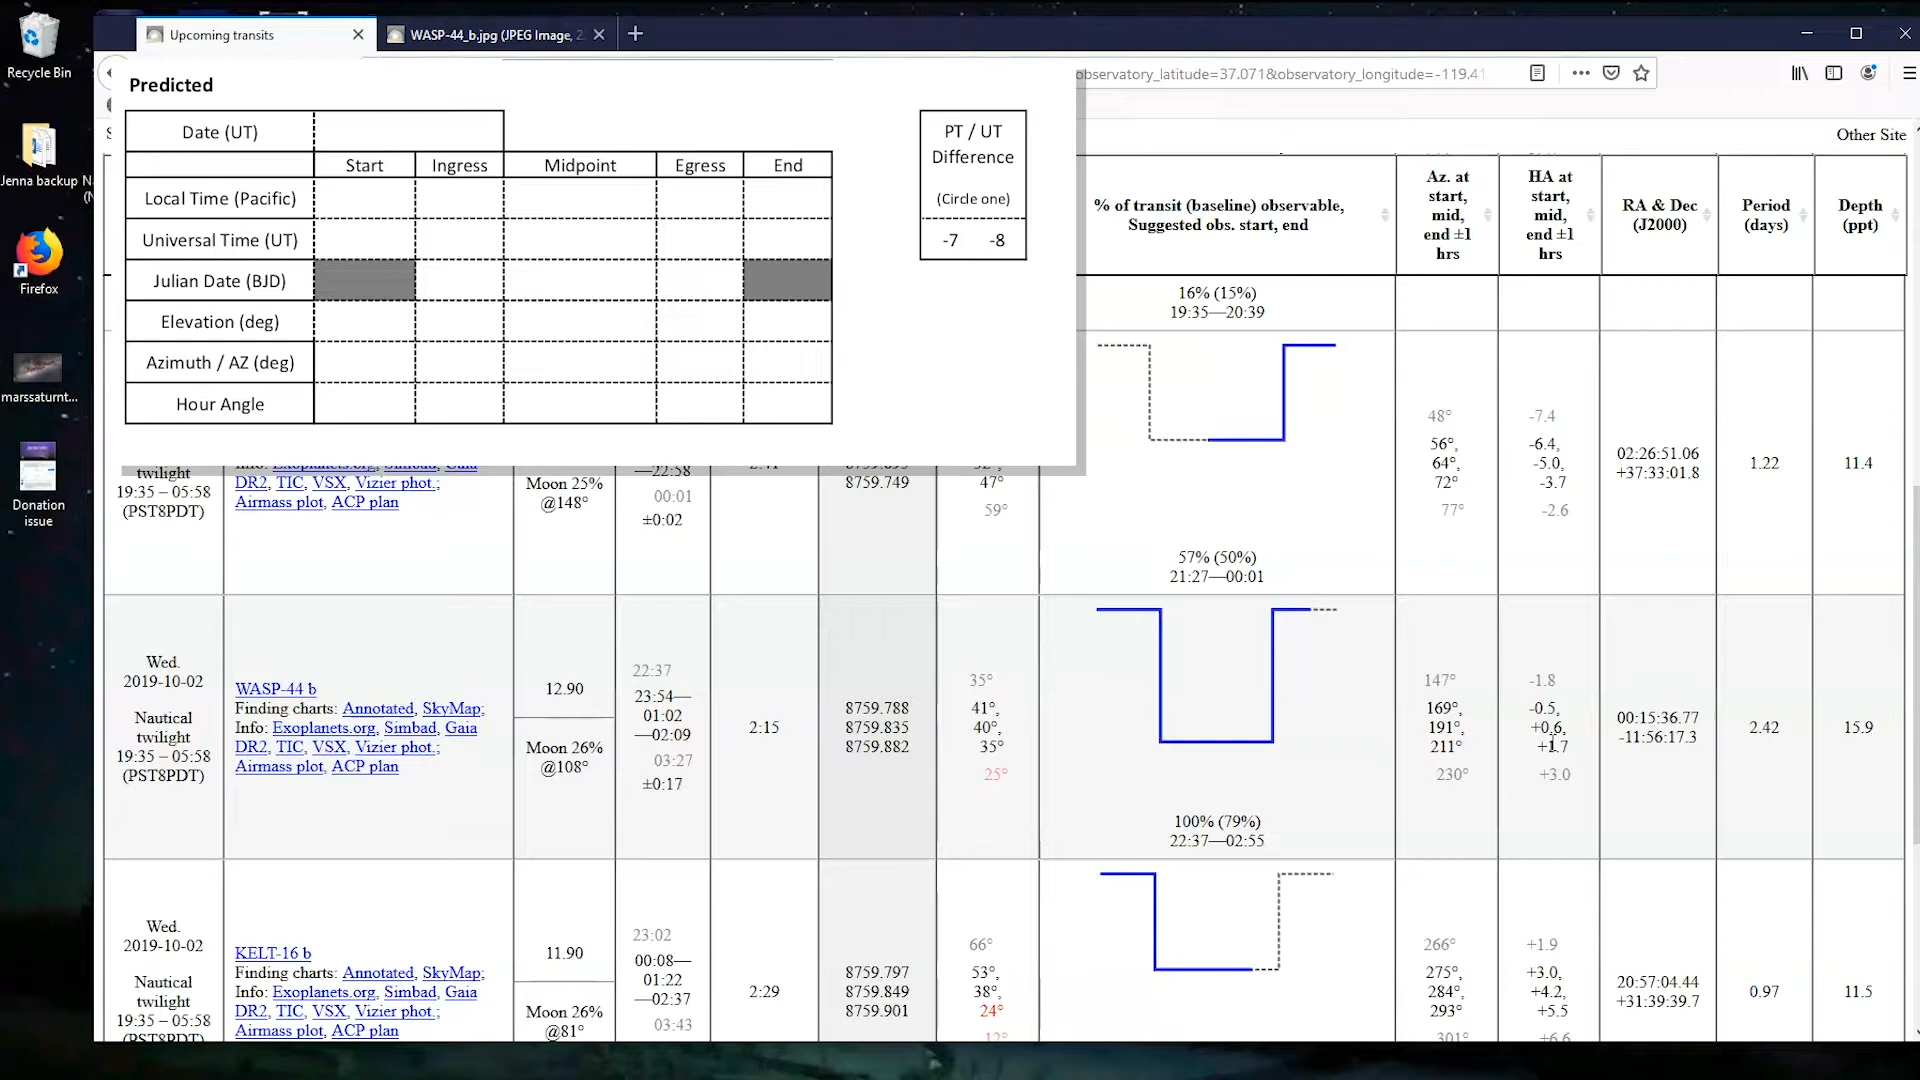 Recycle Bin
Jenna backup
Firefox
marssaturnt...
Donation
issue
Upcoming transits
WASP-44_b.jpg (JPEG Image, 2
observatory_latitude=37.071&observatory_longitude=-119.41
Predicted
Date (UT)
Start Ingress Midpoint Egress End
Local Time (Pacific)
Universal Time (UT)
Julian Date (BJD)
Elevation (deg)
Azimuth / AZ (deg)
Hour Angle
PT / UT
Difference
(Circle one)
-7 -8
Other Site
% of transit (baseline) observable,
Suggested obs. start, end
Az. at
start,
mid,
end ±1
hrs
HA at
start,
mid,
end ±1
hrs
RA & Dec
(J2000)
Period
(days)
Depth
(ppt)
16% (15%)
19:35—20:39
twilight
19:35 – 05:58
(PST8PDT)
Info: Exoplanets.org, Simbad, Gaia
DR2, TIC, VSX, Vizier phot.;
Airmass plot, ACP plan
Moon 25%
@148°
—22:58
00:01
±0:02
8759.749
47°
59°
57% (50%)
21:27—00:01
48°
56°,
64°,
72°
77°
-7.4
-6.4,
-5.0,
-3.7
-2.6
02:26:51.06
+37:33:01.8
1.22
11.4
Wed.
2019-10-02
Nautical
twilight
19:35 – 05:58
(PST8PDT)
WASP-44 b
Finding charts: Annotated, SkyMap;
Info: Exoplanets.org, Simbad, Gaia
DR2, TIC, VSX, Vizier phot.;
Airmass plot, ACP plan
12.90
Moon 26%
@108°
22:37
23:54—
01:02
—02:09
03:27
±0:17
2:15
8759.788
8759.835
8759.882
35°
41°,
40°,
35°
25°
100% (79%)
22:37—02:55
147°
169°,
191°,
211°
230°
-1.8
-0.5,
+0.6,
+1.7
+3.0
00:15:36.77
-11:56:17.3
2.42
15.9
Wed.
2019-10-02
Nautical
twilight
19:35 – 05:58
(PST8PDT)
KELT-16 b
Finding charts: Annotated, SkyMap;
Info: Exoplanets.org, Simbad, Gaia
DR2, TIC, VSX, Vizier phot.;
Airmass plot, ACP plan
11.90
Moon 26%
@81°
23:02
00:08—
01:22
—02:37
03:43
2:29
8759.797
8759.849
8759.901
66°
53°,
38°,
24°
12°
266°
275°,
284°,
293°
301°
+1.9
+3.0,
+4.2,
+5.5
+6.6
20:57:04.44
+31:39:39.7
0.97
11.5